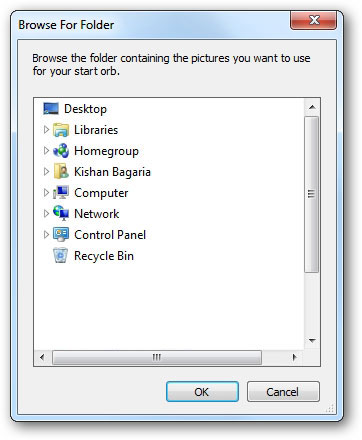 Browse For Folder
Browse the folder containing the pictures you want to use
for your start orb.
Desktop
Libraries
Homegroup
Kishan Bagaria
Computer
Network
Control Panel
Recycle Bin
OK Cancel